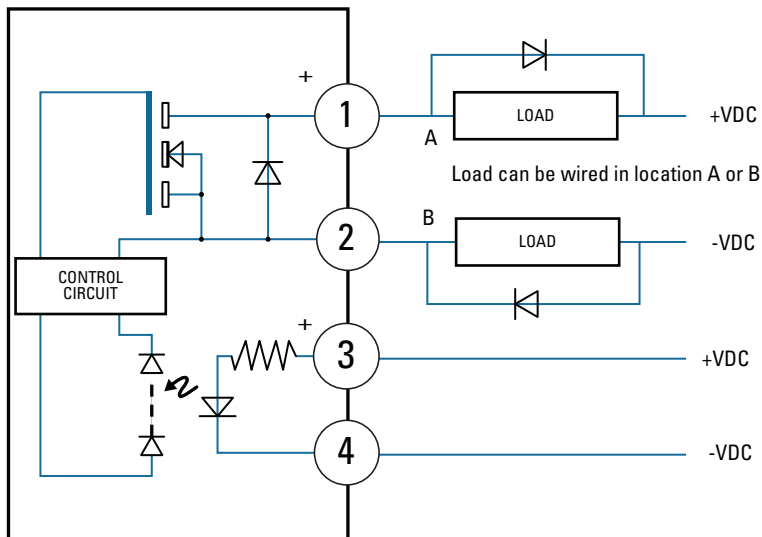 +
1
LOAD
+VDC
A
Load can be wired in location A or B
B
2
LOAD
-VDC
CONTROL
CIRCUIT
+
3
+VDC
4
-VDC